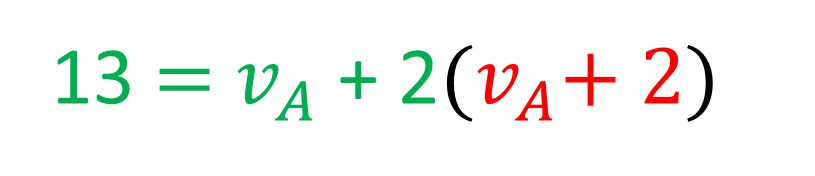 13 = v_A + 2(v_A + 2)